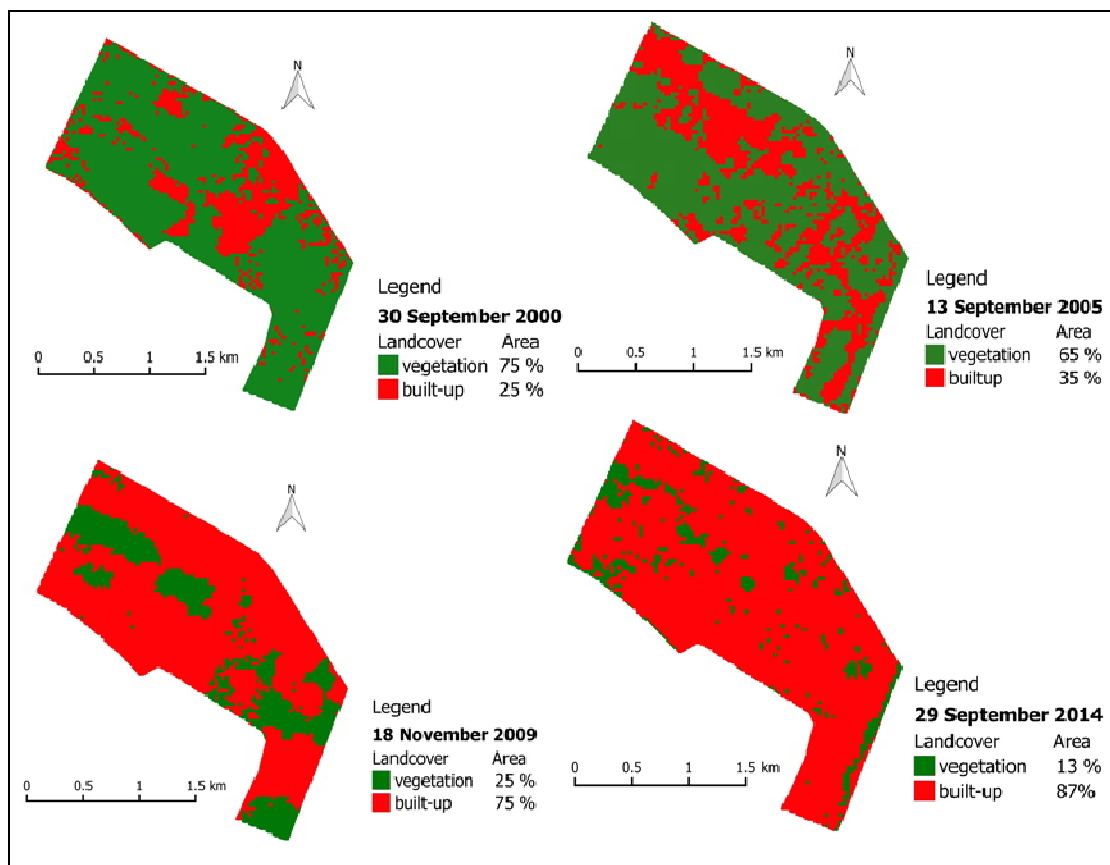 N
Legend
30 September 2000
Landcover Area
vegetation 75 %
built-up 25 %
0 0.5 1 1.5 km
N
Legend
13 September 2005
Landcover Area
vegetation 65 %
builtup 35 %
0 0.5 1 1.5 km
N
Legend
18 November 2009
Landcover Area
vegetation 25 %
built-up 75 %
0 0.5 1 1.5 km
N
Legend
29 September 2014
Landcover Area
vegetation 13 %
built-up 87%
0 0.5 1 1.5 km